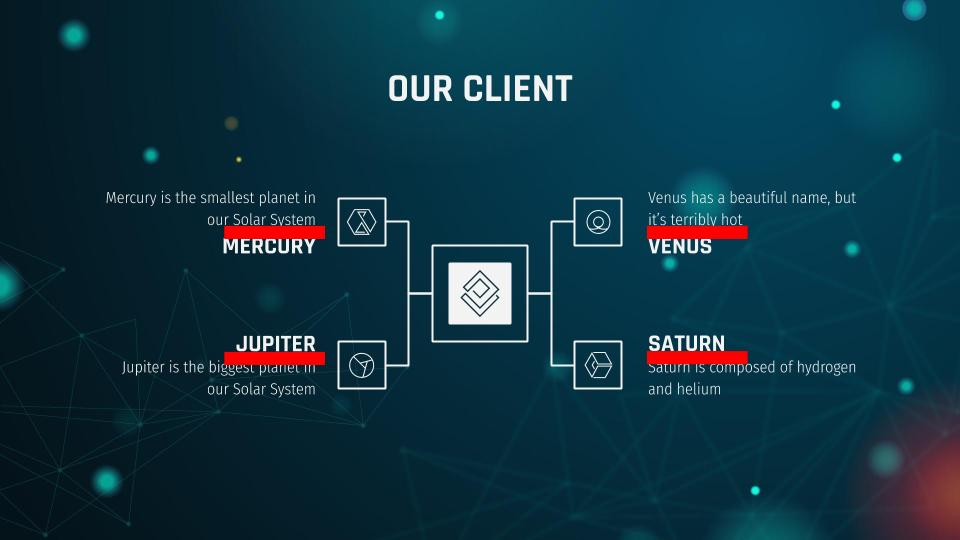 OUR CLIENT
Mercury is the smallest planet in
our Solar System
MERCURY
Venus has a beautiful name, but
it's terribly hot
VENUS
JUPITER
Jupiter is the biggest planet in
our Solar System
SATURN
Saturn is composed of hydrogen
and helium